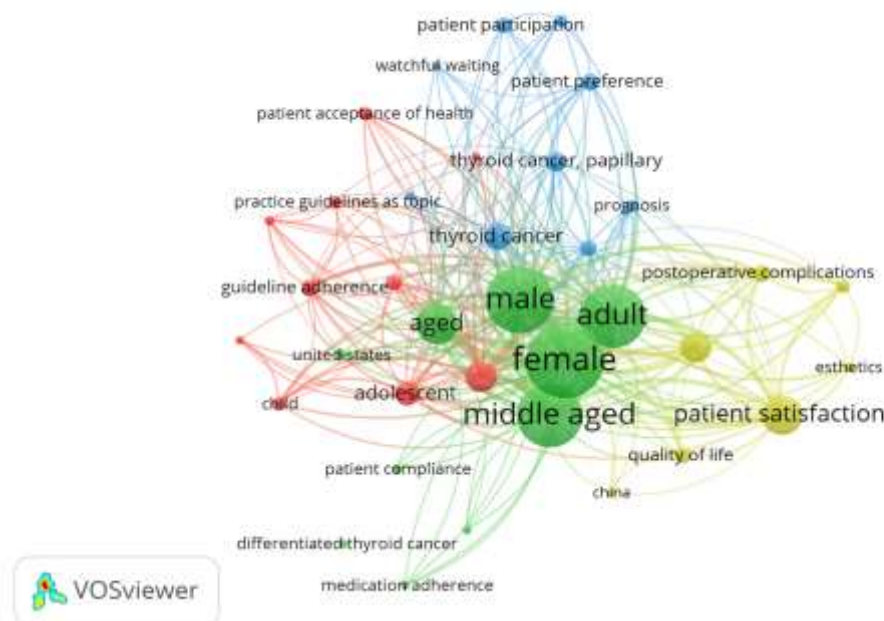 patient participation
watchful waiting
patient preference
patient acceptance of health
thyroid cancer, papillary
practice guidelines as topic
prognosis
thyroid cancer
postoperative complications
guideline adherence
male
adult
aged
united states
female
esthetics
child
adolescent
middle aged
patient satisfaction
quality of life
patient compliance
china
differentiated thyroid cancer
medication adherence
VOSviewer